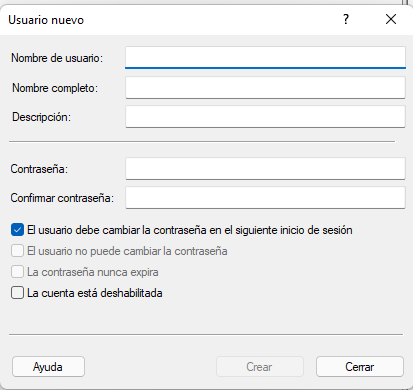 Usuario nuevo ?
Nombre de usuario:
Nombre completo:
Descripción:
Contraseña:
Confirmar contraseña:
El usuario debe cambiar la contraseña en el siguiente inicio de sesión
El usuario no puede cambiar la contraseña
La contraseña nunca expira
La cuenta está deshabilitada
Ayuda Crear Cerrar